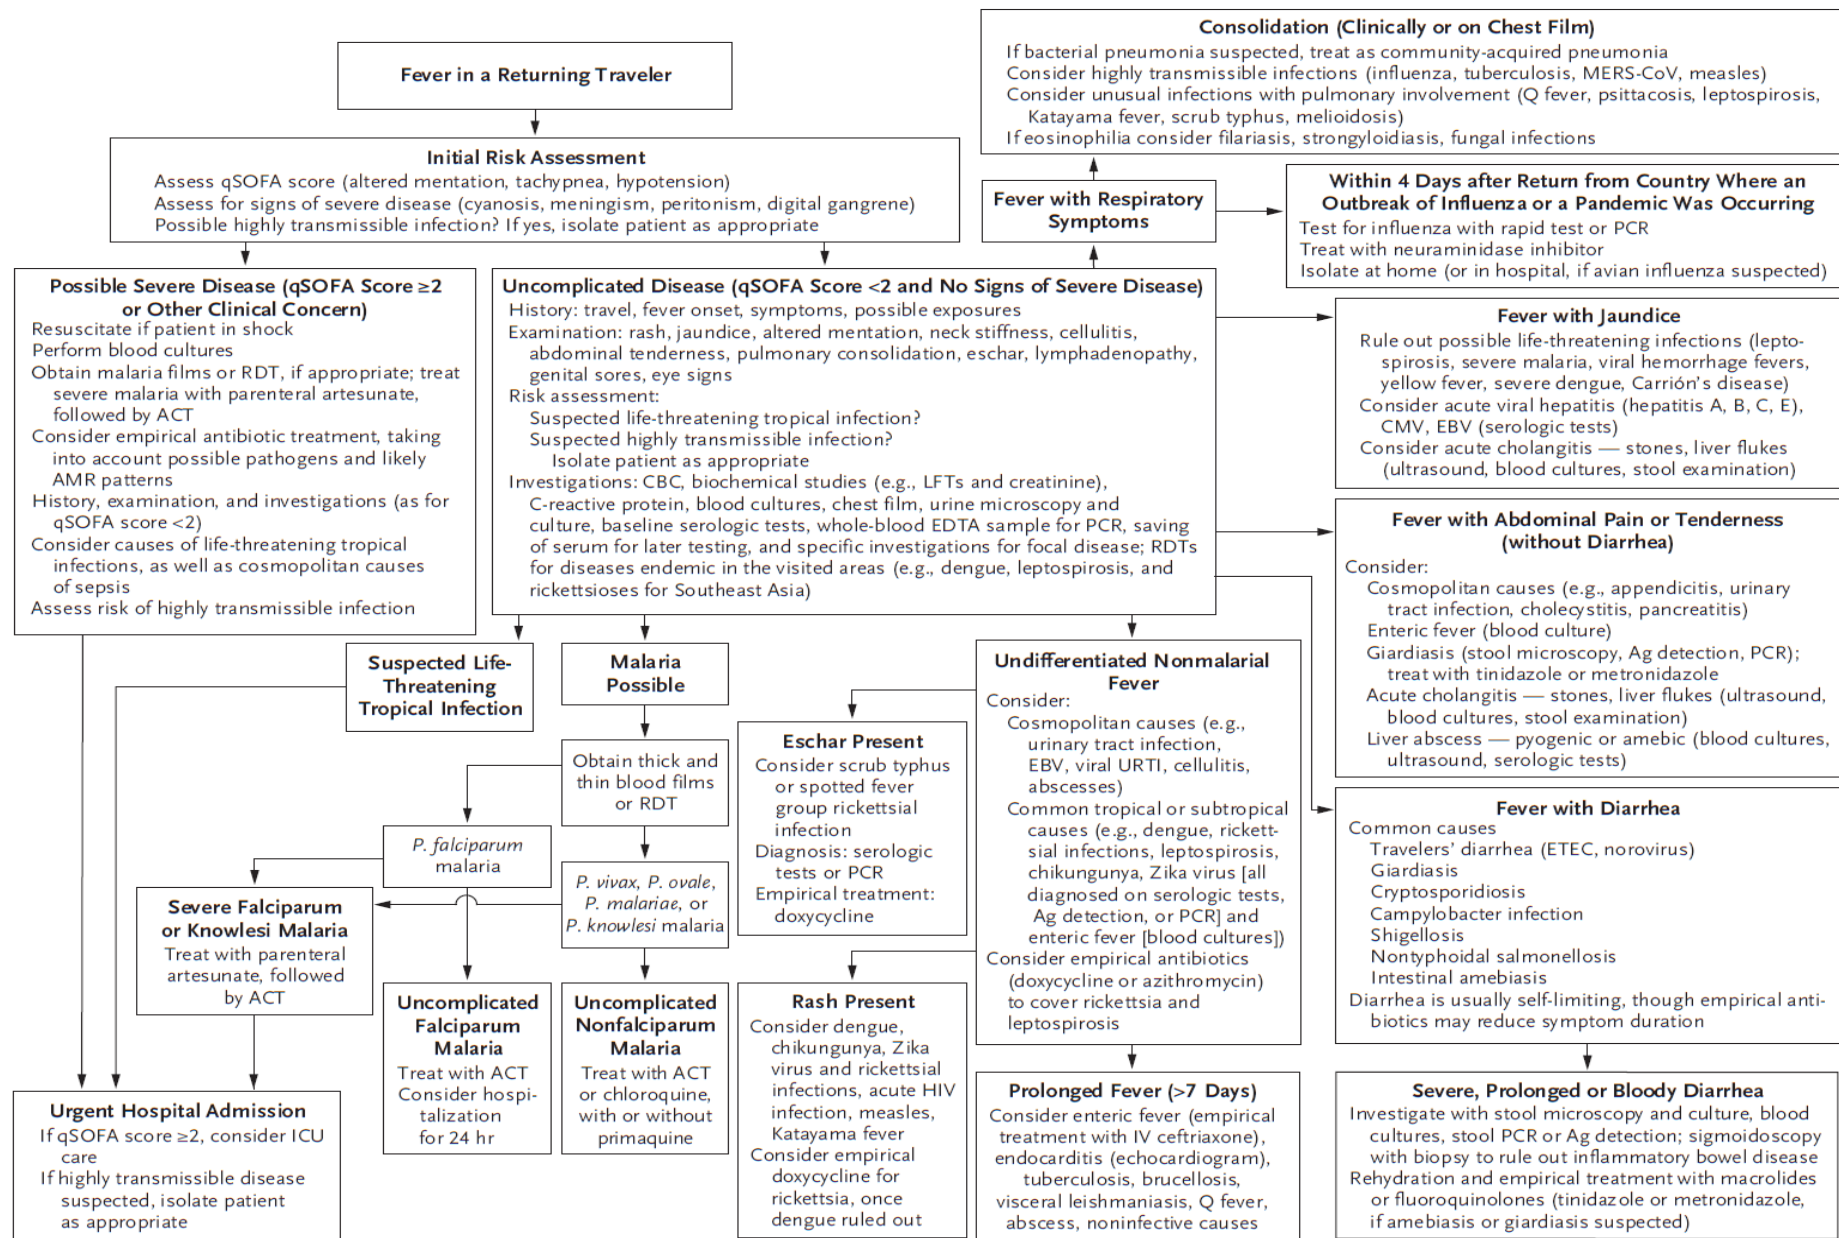 Fever in a Returning Traveler
Initial Risk Assessment
Assess qSOFA score (altered mentation, tachypnea, hypotension)
Assess for signs of severe disease (cyanosis, meningism, peritonism, digital gangrene)
Possible highly transmissible infection? If yes, isolate patient as appropriate
Possible Severe Disease (qSOFA Score ≥2
or Other Clinical Concern)
Resuscitate if patient in shock
Perform blood cultures
Obtain malaria films or RDT, if appropriate; treat
severe malaria with parenteral artesunate,
followed by ACT
Consider empirical antibiotic treatment, taking
into account possible pathogens and likely
AMR patterns
History, examination, and investigations (as for
qSOFA score <2)
Consider causes of life-threatening tropical
infections, as well as cosmopolitan causes
of sepsis
Assess risk of highly transmissible infection
Uncomplicated Disease (qSOFA Score <2 and No Signs of Severe Disease)
History: travel, fever onset, symptoms, possible exposures
Examination: rash, jaundice, altered mentation, neck stiffness, cellulitis,
abdominal tenderness, pulmonary consolidation, eschar, lymphadenopathy,
genital sores, eye signs
Risk assessment:
Suspected life-threatening tropical infection?
Suspected highly transmissible infection?
Isolate patient as appropriate
Investigations: CBC, biochemical studies (e.g., LFTs and creatinine),
C-reactive protein, blood cultures, chest film, urine microscopy and
culture, baseline serologic tests, whole-blood EDTA sample for PCR, saving
of serum for later testing, and specific investigations for focal disease; RDTs
for diseases endemic in the visited areas (e.g., dengue, leptospirosis, and
rickettsioses for Southeast Asia)
Fever with Respiratory
Symptoms
Consolidation (Clinically or on Chest Film)
If bacterial pneumonia suspected, treat as community-acquired pneumonia
Consider highly transmissible infections (influenza, tuberculosis, MERS-CoV, measles)
Consider unusual infections with pulmonary involvement (Q fever, psittacosis, leptospirosis,
Katayama fever, scrub typhus, melioidosis)
If eosinophilia consider filariasis, strongyloidiasis, fungal infections
Within 4 Days after Return from Country Where an
Outbreak of Influenza or a Pandemic Was Occurring
Test for influenza with rapid test or PCR
Treat with neuraminidase inhibitor
Isolate at home (or in hospital, if avian influenza suspected)
Fever with Jaundice
Rule out possible life-threatening infections (lepto-
spirosis, severe malaria, viral hemorrhage fevers,
yellow fever, severe dengue, Carrión's disease)
Consider acute viral hepatitis (hepatitis A, B, C, E),
CMV, EBV (serologic tests)
Consider acute cholangitis — stones, liver flukes
(ultrasound, blood cultures, stool examination)
Fever with Abdominal Pain or Tenderness
(without Diarrhea)
Consider:
Cosmopolitan causes (e.g., appendicitis, urinary
tract infection, cholecystitis, pancreatitis)
Enteric fever (blood culture)
Giardiasis (stool microscopy, Ag detection, PCR);
treat with tinidazole or metronidazole
Acute cholangitis — stones, liver flukes (ultrasound,
blood cultures, stool examination)
Liver abscess — pyogenic or amebic (blood cultures,
ultrasound, serologic tests)
Fever with Diarrhea
Common causes
Travelers' diarrhea (ETEC, norovirus)
Giardiasis
Cryptosporidiosis
Campylobacter infection
Shigellosis
Nontyphoidal salmonellosis
Intestinal amebiasis
Diarrhea is usually self-limiting, though empirical anti-
biotics may reduce symptom duration
Severe, Prolonged or Bloody Diarrhea
Investigate with stool microscopy and culture, blood
cultures, stool PCR or Ag detection; sigmoidoscopy
with biopsy to rule out inflammatory bowel disease
Rehydration and empirical treatment with macrolides
or fluoroquinolones (tinidazole or metronidazole,
if amebiasis or giardiasis suspected)
Suspected Life-
Threatening
Tropical Infection
Malaria
Possible
Obtain thick and
thin blood films
or RDT
P. falciparum
malaria
P. vivax, P. ovale,
P. malariae, or
P. knowlesi malaria
Severe Falciparum
or Knowlesi Malaria
Treat with parenteral
artesunate, followed
by ACT
Uncomplicated
Falciparum
Malaria
Treat with ACT
Consider hospi-
talization
for 24 hr
Uncomplicated
Nonfalciparum
Malaria
Treat with ACT
or chloroquine,
with or without
primaquine
Urgent Hospital Admission
If qSOFA score ≥2, consider ICU
care
If highly transmissible disease
suspected, isolate patient
as appropriate
Undifferentiated Nonmalarial
Fever
Consider:
Cosmopolitan causes (e.g.,
urinary tract infection,
EBV, viral URTI, cellulitis,
abscesses)
Common tropical or subtropical
causes (e.g., dengue, rickett-
sial infections, leptospirosis,
chikungunya, Zika virus [all
diagnosed on serologic tests,
Ag detection, or PCR] and
enteric fever [blood cultures])
Consider empirical antibiotics
(doxycycline or azithromycin)
to cover rickettsia and
leptospirosis
Eschar Present
Consider scrub typhus
or spotted fever
group rickettsial
infection
Diagnosis: serologic
tests or PCR
Empirical treatment:
doxycycline
Rash Present
Consider dengue,
chikungunya, Zika
virus and rickettsial
infections, acute HIV
infection, measles,
Katayama fever
Consider empirical
doxycycline for
rickettsia, once
dengue ruled out
Prolonged Fever (>7 Days)
Consider enteric fever (empirical
treatment with IV ceftriaxone),
endocarditis (echocardiogram),
tuberculosis, brucellosis,
visceral leishmaniasis, Q fever,
abscess, noninfective causes